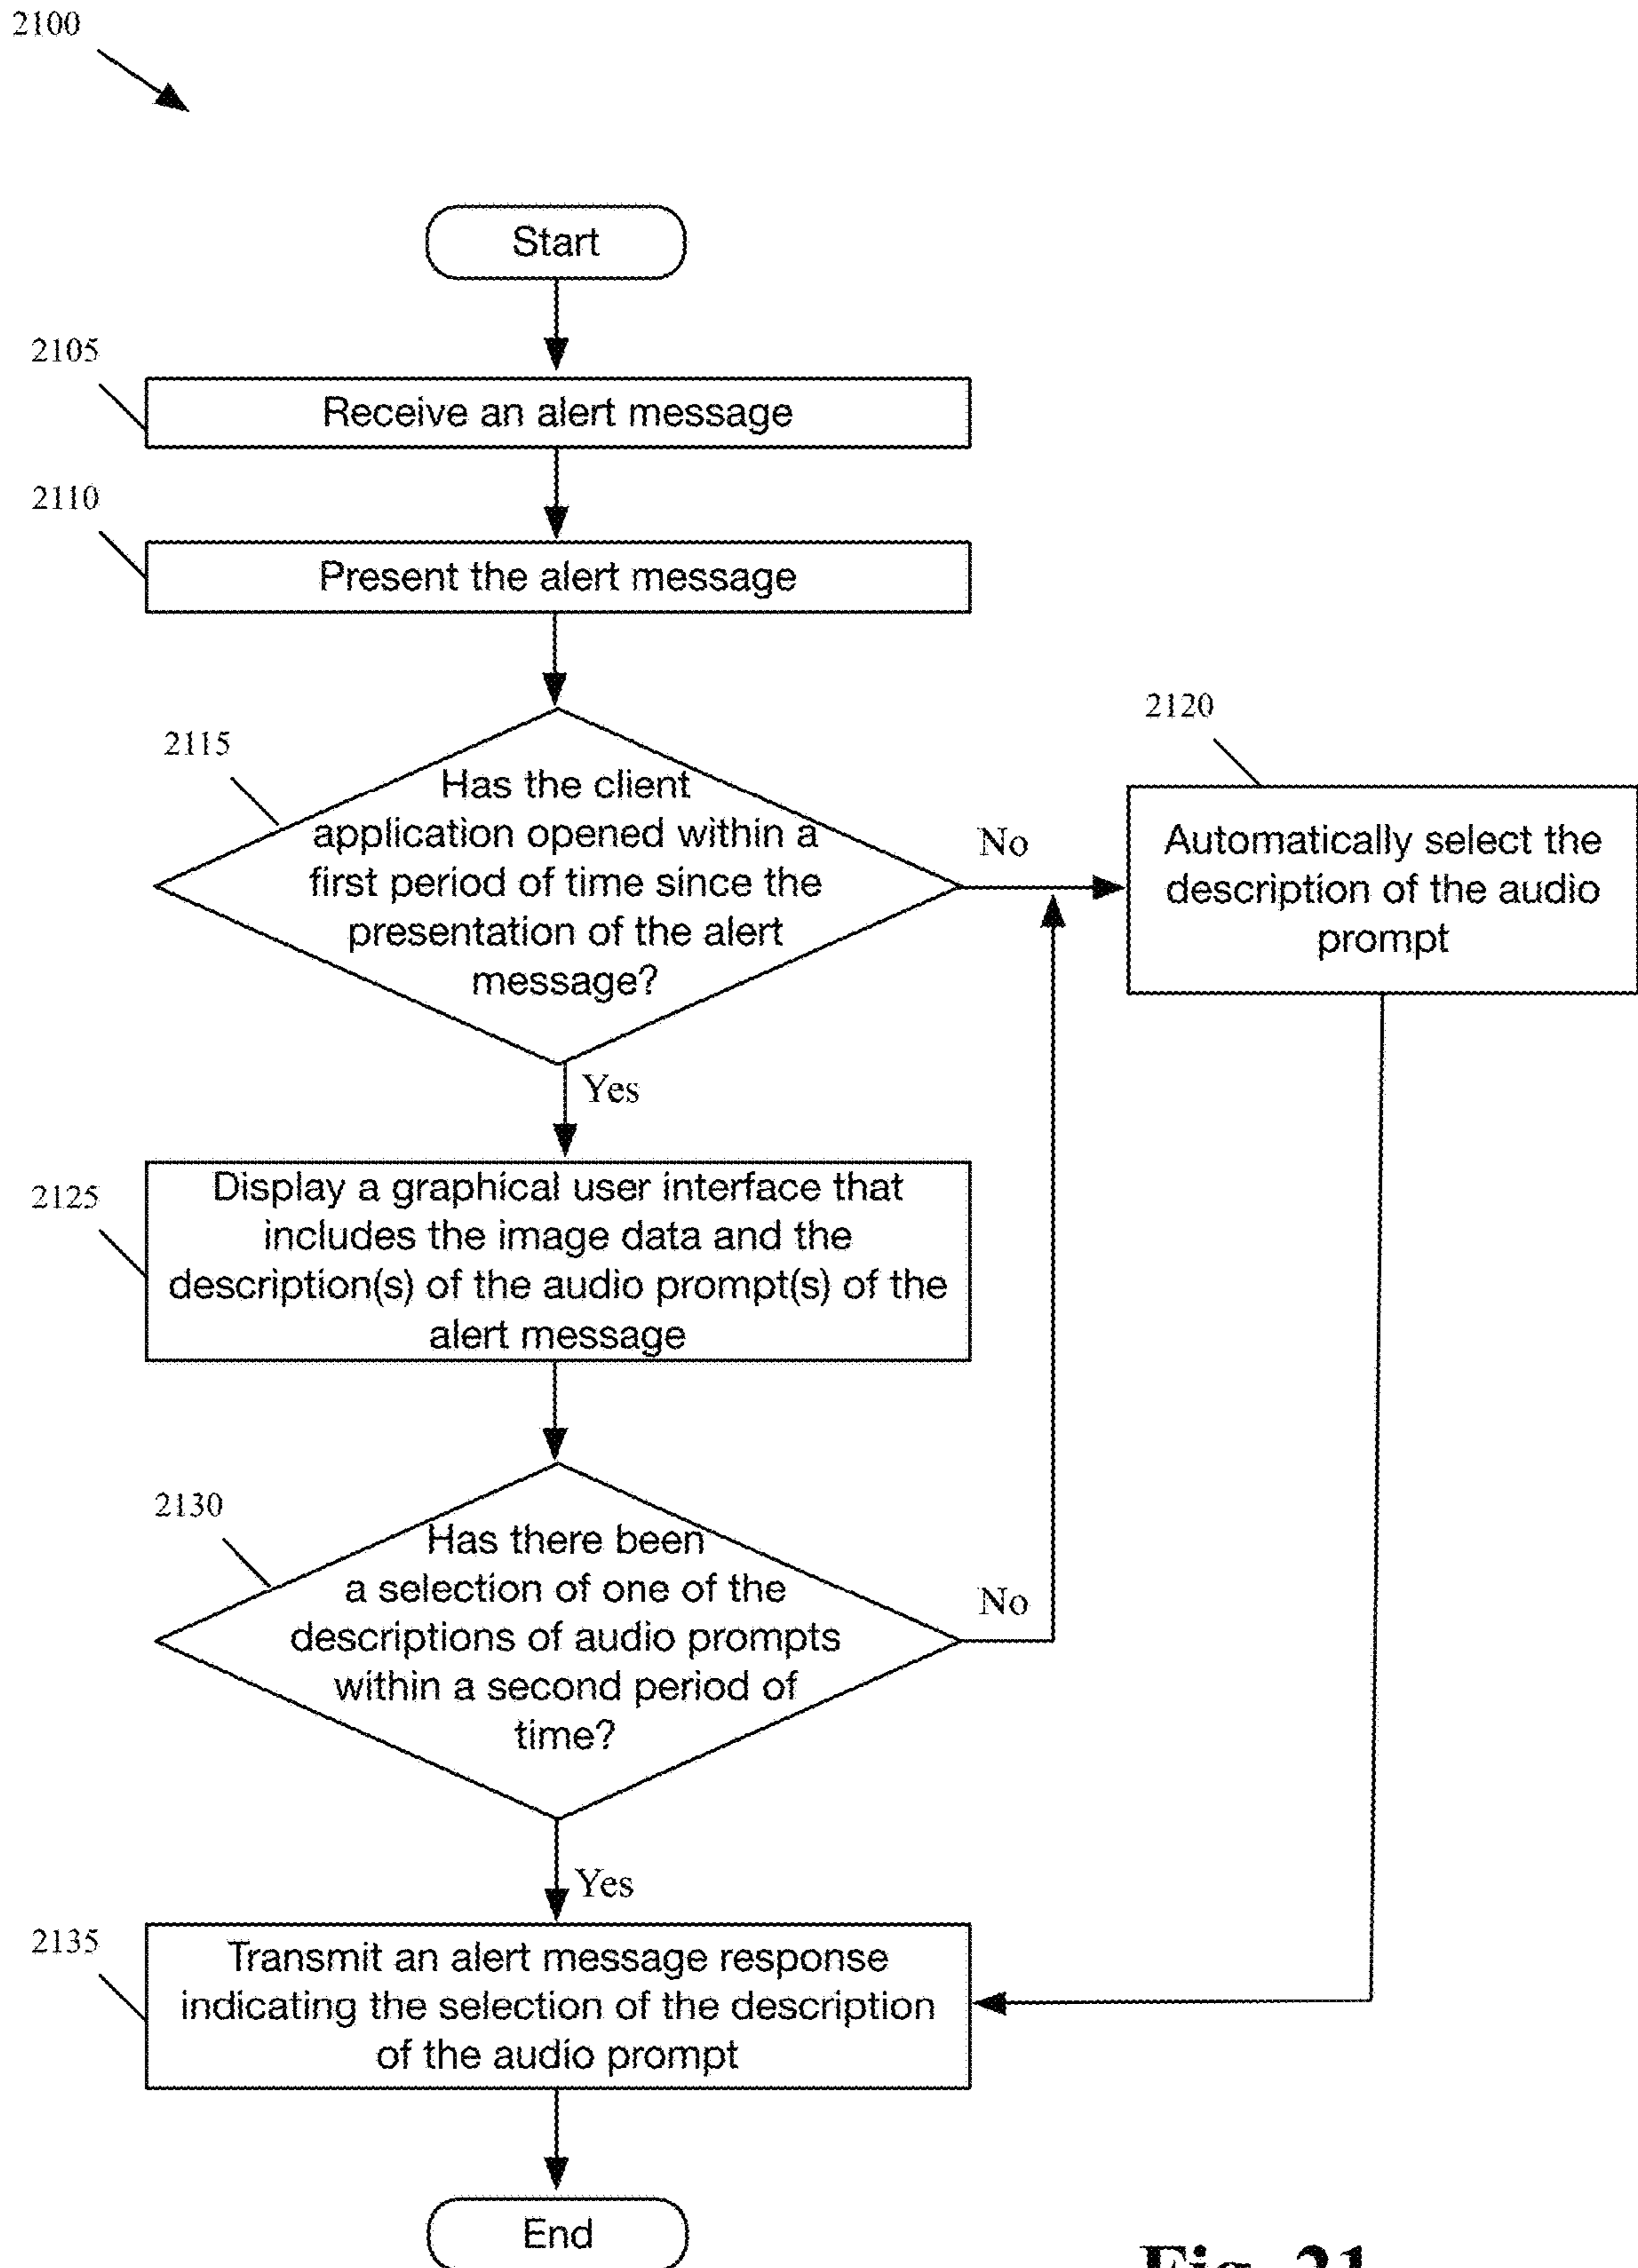 2100
Start
2105
Receive an alert message
2110
Present the alert message
2115
Has the client
application opened within a
first period of time since the
presentation of the alert
message?
No
2120
Automatically select the
description of the audio
prompt
Yes
2125
Display a graphical user interface that
includes the image data and the
description(s) of the audio prompt(s) of the
alert message
2130
Has there been
a selection of one of the
descriptions of audio prompts
within a second period of
time?
No
Yes
2135
Transmit an alert message response
indicating the selection of the description
of the audio prompt
End
Fig. 21